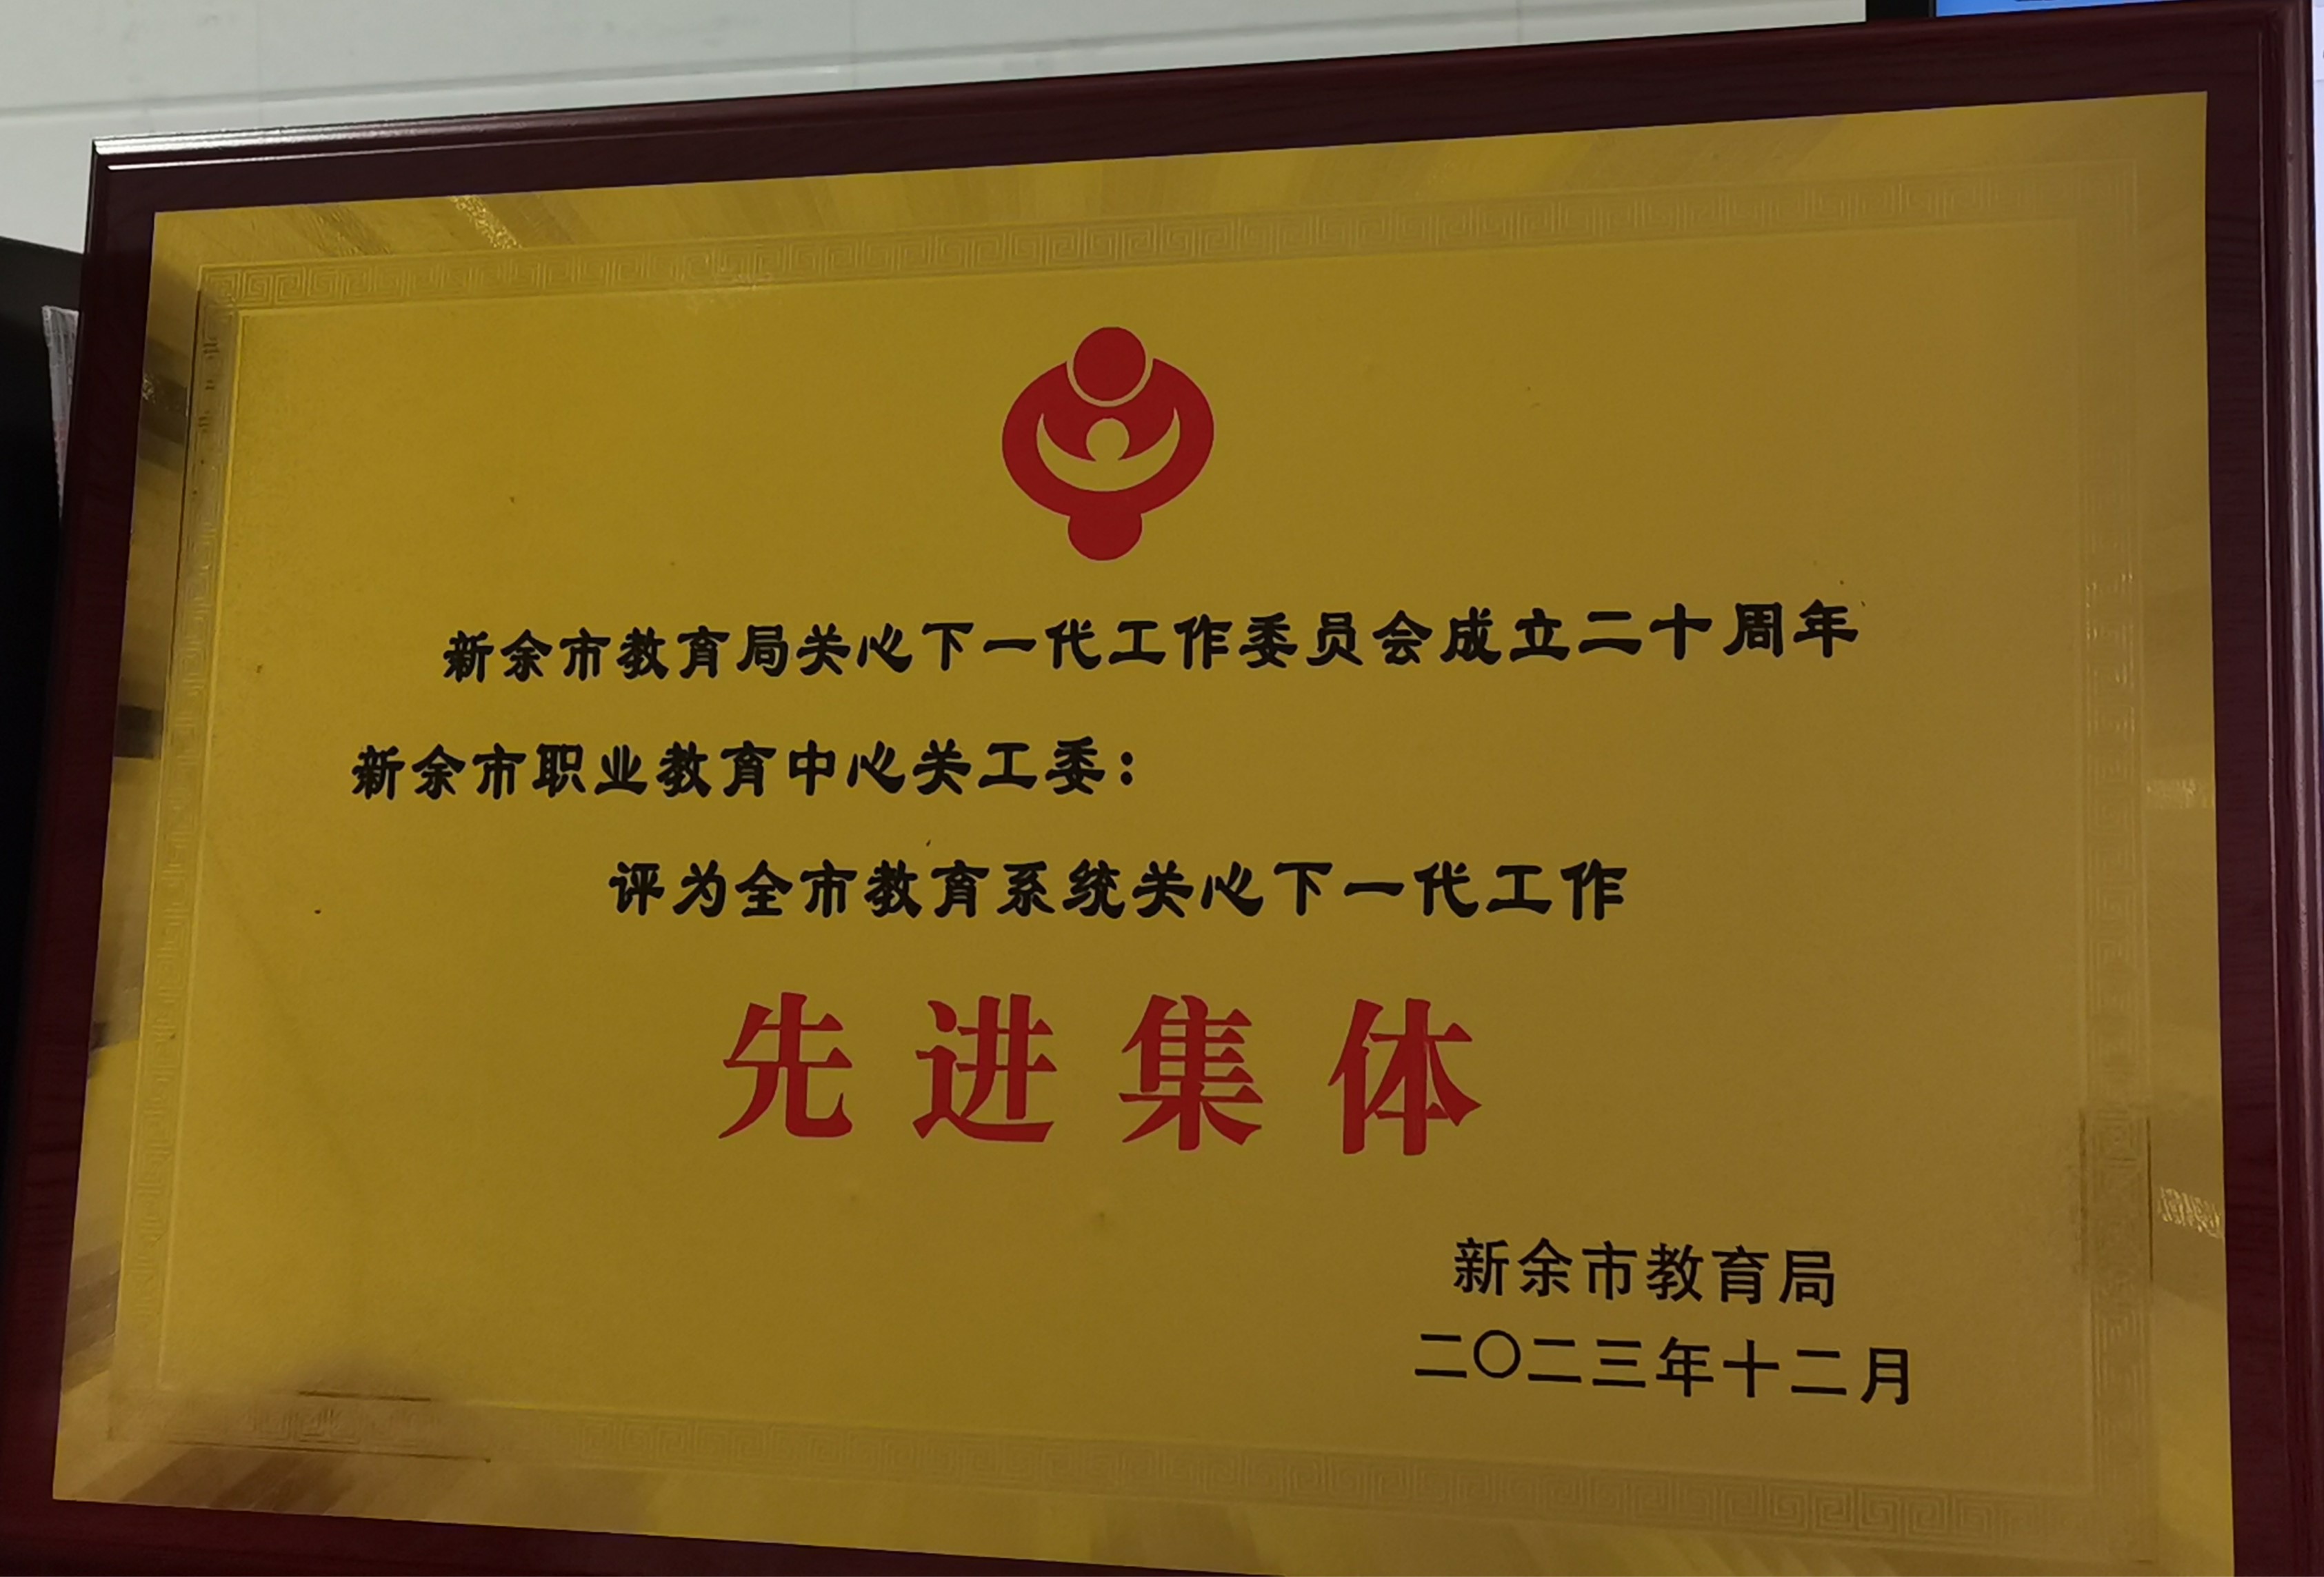 新余市教育局关心下一代工作委员会成立二十周年
新余市职业教育中心关工委：
评为全市教育系统关心下一代工作
先进集体
新余市教育局
二〇二三年十二月